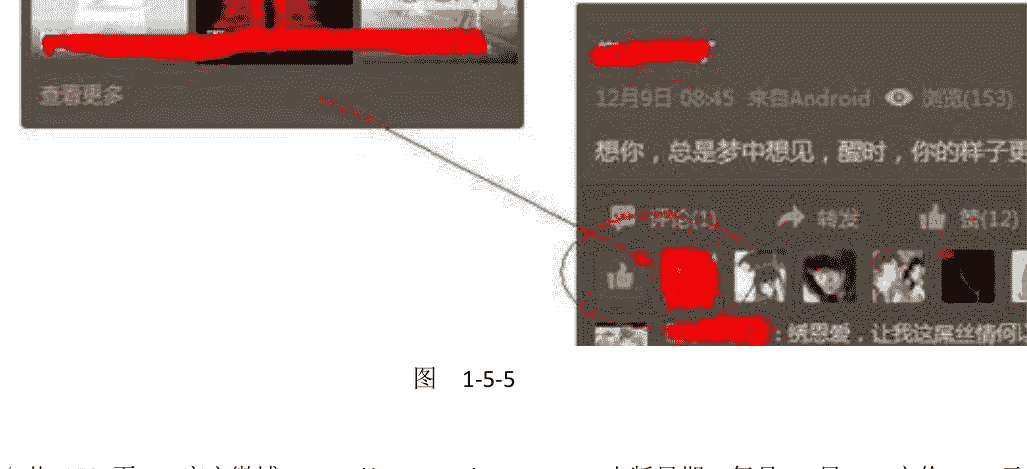 查看更多
12月9日 08:45 来自Android 浏览(153)
想你，总是梦中想见，醒时，你的样子更
评论(1) 转发 赞(12)
：绣恩爱，让我这屌丝情何以
图 1-5-5